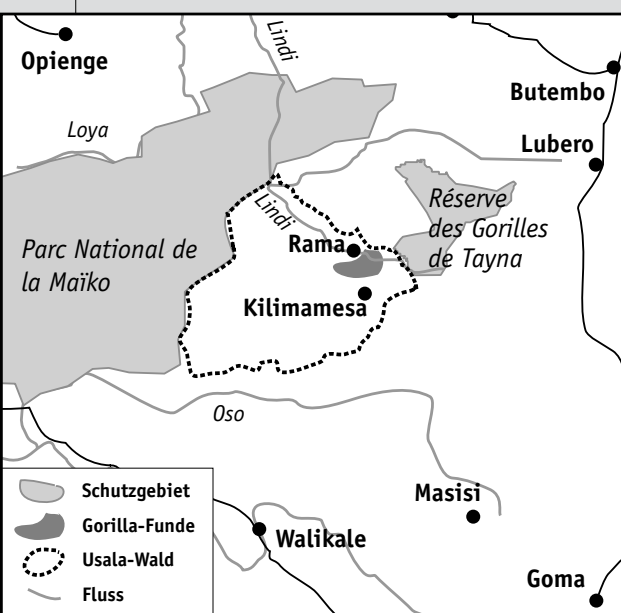 Lindi
Opienge
Butembo
Loya
Lubero
Lindi
Réserve
des Gorilles
de Tayna
Rama
Parc National de
la Maïko
Kilimamesa
Oso
Schutzgebiet
Gorilla-Funde
Usala-Wald
Fluss
Masisi
Walikale
Goma